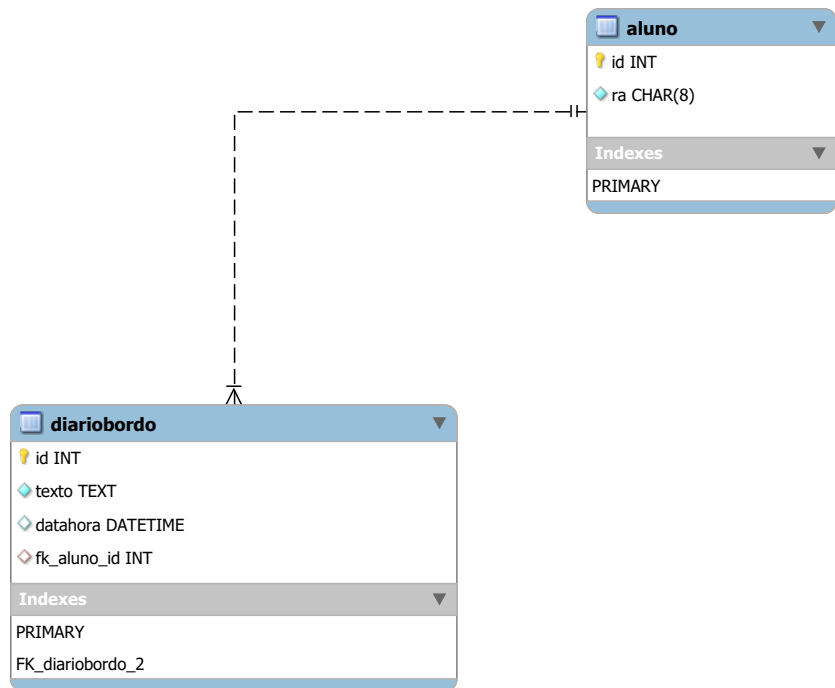 aluno
id INT
ra CHAR(8)
Indexes
PRIMARY
diariobordo
id INT
texto TEXT
datahora DATETIME
fk_aluno_id INT
Indexes
PRIMARY
FK_diariobordo_2